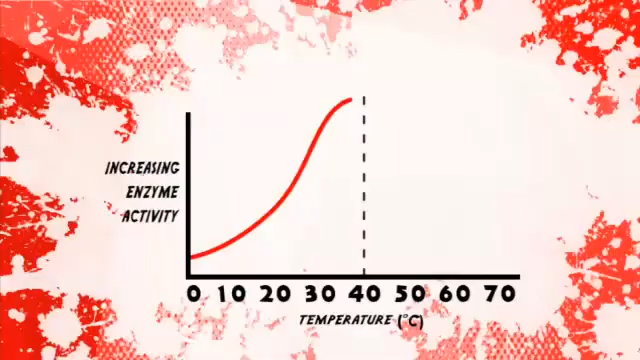 INCREASING
ENZYME
ACTIVITY
0 10 20 30 40 50 60 70
TEMPERATURE (°C)